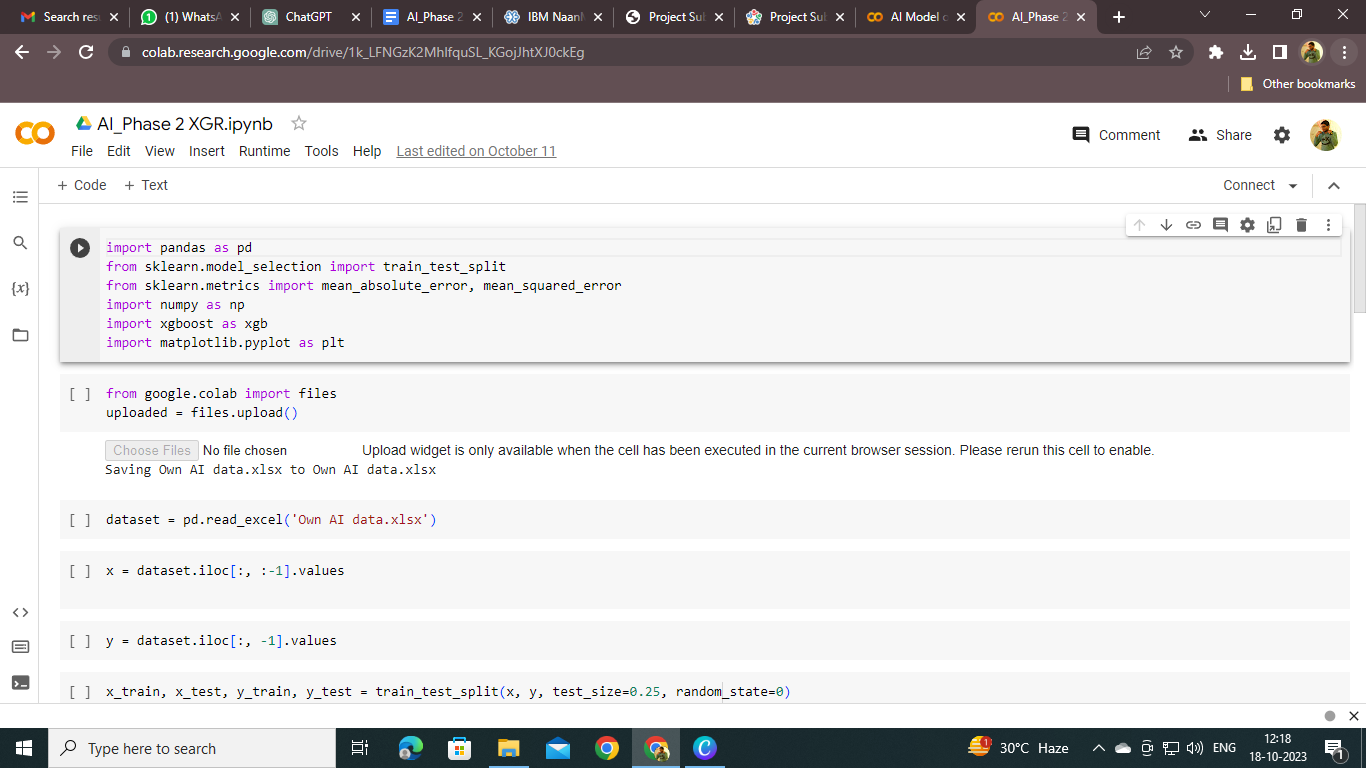 Search res
(1) WhatsA
ChatGPT
AI_Phase 2
IBM Naan
Project Sul
Project Sul
AI Model c
AI_Phase 2
colab.research.google.com/drive/1k_LFNGzK2MhIfquSL_KGojJhtXJ0ckEg
Other bookmarks
AI_Phase 2 XGR.ipynb
File Edit View Insert Runtime Tools Help Last edited on October 11
Comment
Share
+ Code + Text
Connect
import pandas as pd
from sklearn.model_selection import train_test_split
from sklearn.metrics import mean_absolute_error, mean_squared_error
import numpy as np
import xgboost as xgb
import matplotlib.pyplot as plt
{x}
[ ] from google.colab import files
uploaded = files.upload()
Choose Files No file chosen Upload widget is only available when the cell has been executed in the current browser session. Please rerun this cell to enable.
Saving Own AI data.xlsx to Own AI data.xlsx
[ ] dataset = pd.read_excel('Own AI data.xlsx')
[ ] x = dataset.iloc[:, :-1].values
[ ] y = dataset.iloc[:, -1].values
[ ] x_train, x_test, y_train, y_test = train_test_split(x, y, test_size=0.25, random_state=0)
Type here to search
1
30°C Haze
ENG
12:18
18-10-2023
1